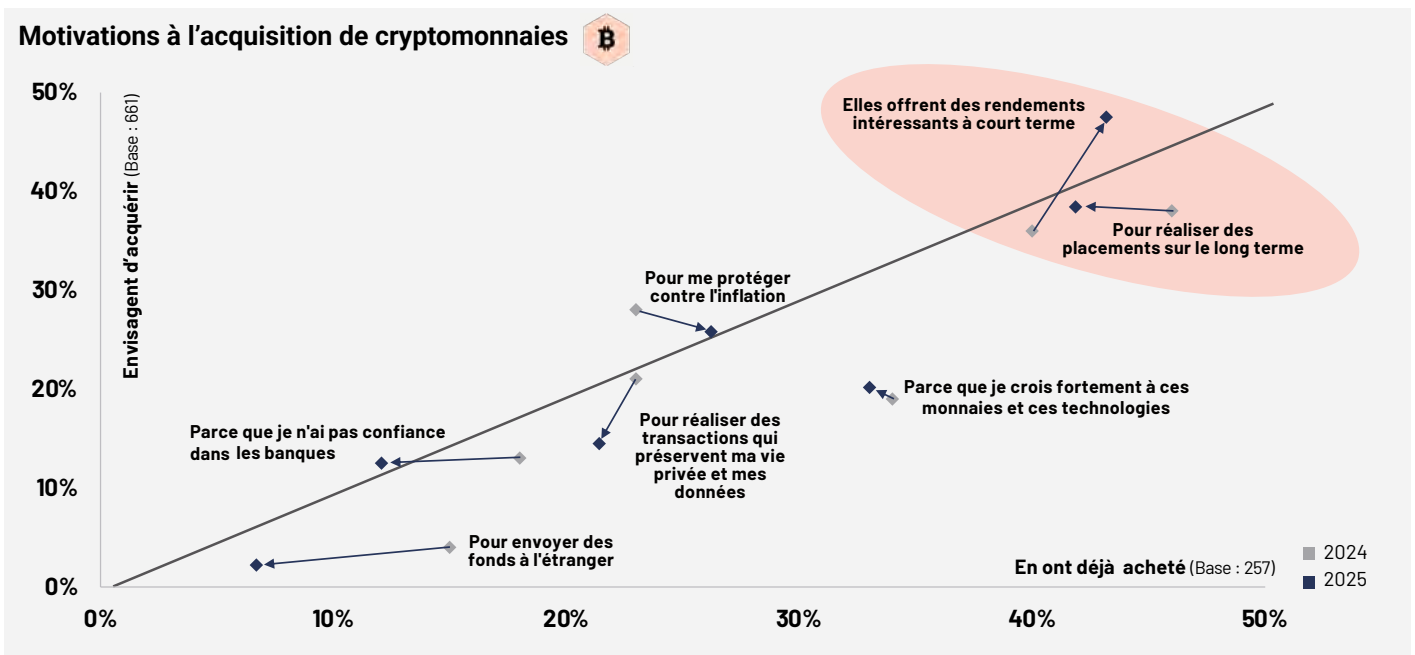 Motivations à l'acquisition de cryptomonnaies
₿
50%
40%
30%
20%
10%
0%
Envisagent d'acquérir (Base : 661)
Elles offrent des rendements
intéressants à court terme
Pour réaliser des
placements sur le long terme
Pour me protéger
contre l'inflation
Parce que je crois fortement à ces
monnaies et ces technologies
Pour réaliser des
transactions qui
préservent ma vie
privée et mes
données
Parce que je n'ai pas confiance
dans les banques
Pour envoyer des
fonds à l'étranger
En ont déjà acheté (Base : 257)
2024
2025
0%
10%
20%
30%
40%
50%